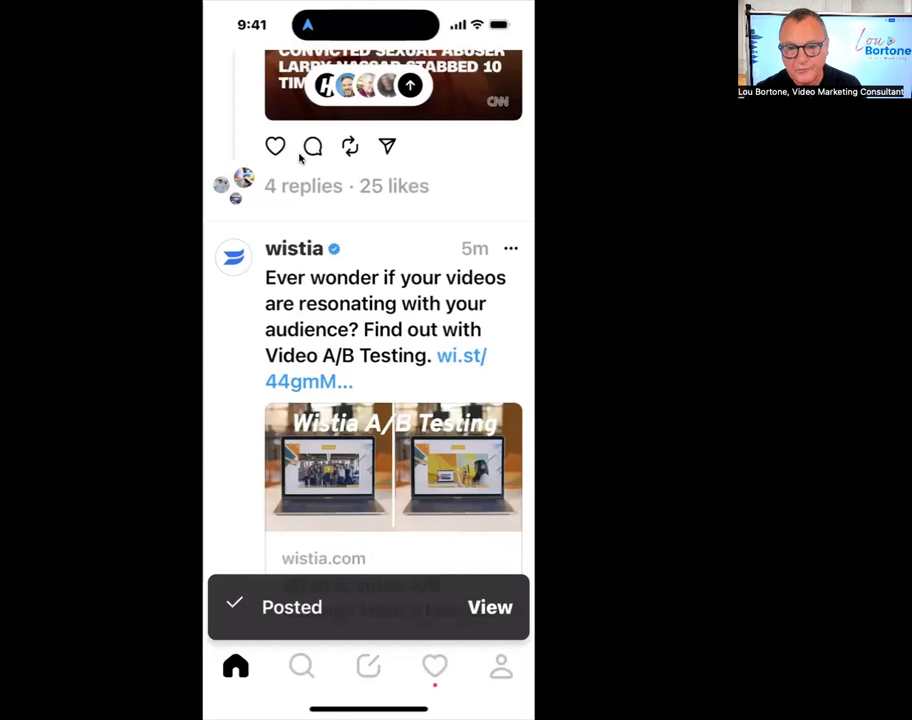 9:41
CONVICTED SEXUAL ABUSER
LARRY NASSAR STABBED 10
TIM
CNN
4 replies · 25 likes
wistia 5m
Ever wonder if your videos
are resonating with your
audience? Find out with
Video A/B Testing. wi.st/
44gmM...
Wistia A/B Testing
wistia.com
Posted View
Lou
Bortone
Lou Bortone, Video Marketing Consultant